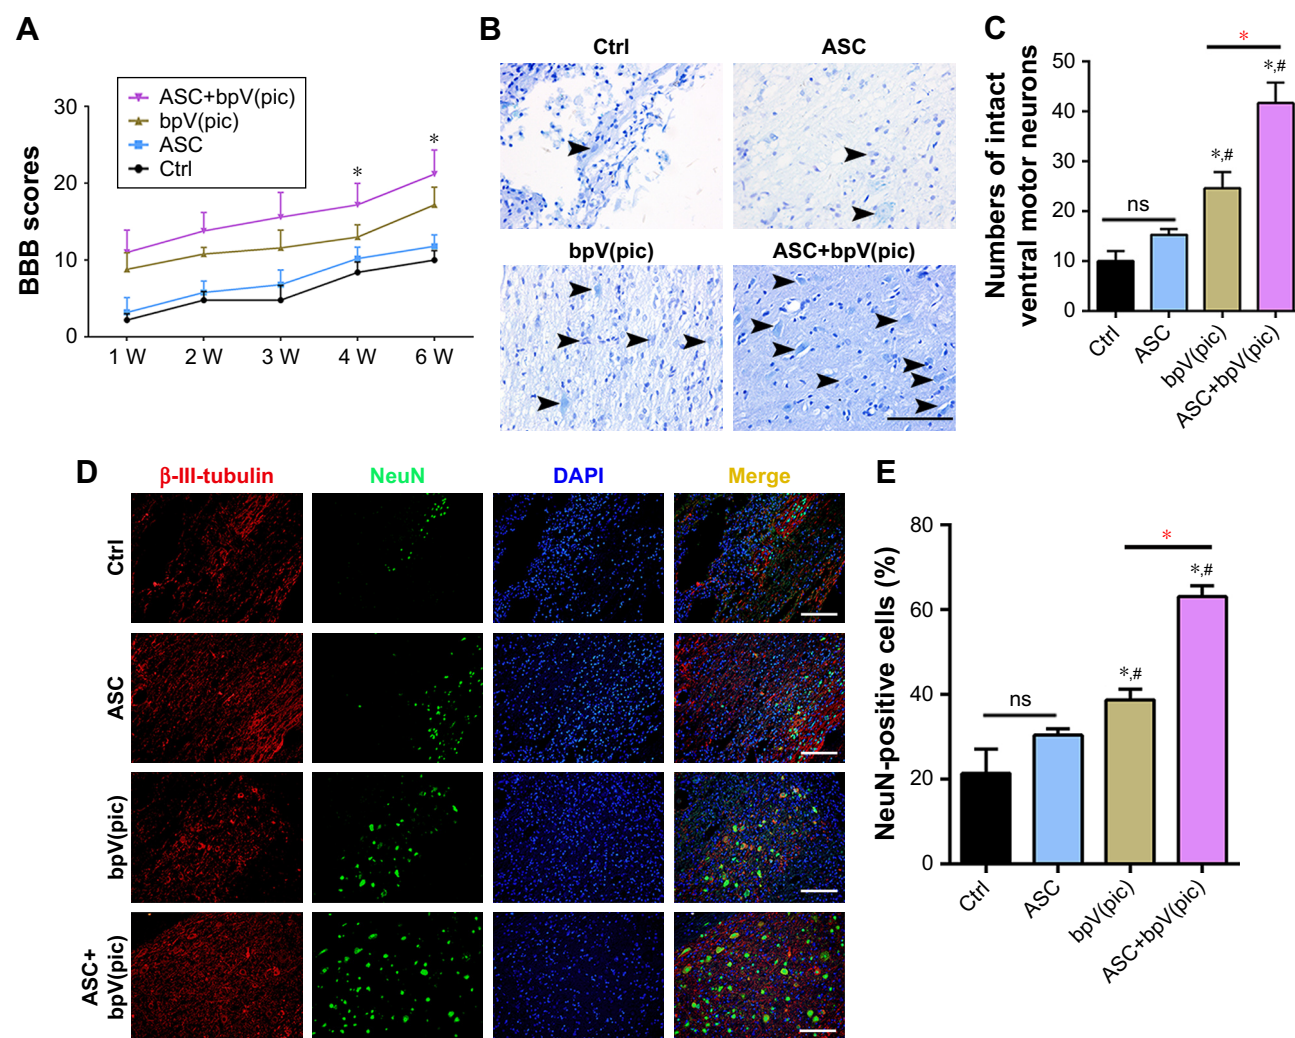 A
BBB scores
30
20
10
0
ASC+bpV(pic)
bpV(pic)
ASC
Ctrl
*
*
1 W
2 W
3 W
4 W
6 W
B
Ctrl
ASC
bpV(pic)
ASC+bpV(pic)
C
Numbers of intact
ventral motor neurons
50
40
30
20
10
0
ns
*,#
*
*,#
Ctrl
ASC
bpV(pic)
ASC+bpV(pic)
D
β-III-tubulin
NeuN
DAPI
Merge
Ctrl
ASC
bpV(pic)
ASC+
bpV(pic)
E
NeuN-positive cells (%)
80
60
40
20
0
ns
*,#
*
*,#
Ctrl
ASC
bpV(pic)
ASC+bpV(pic)